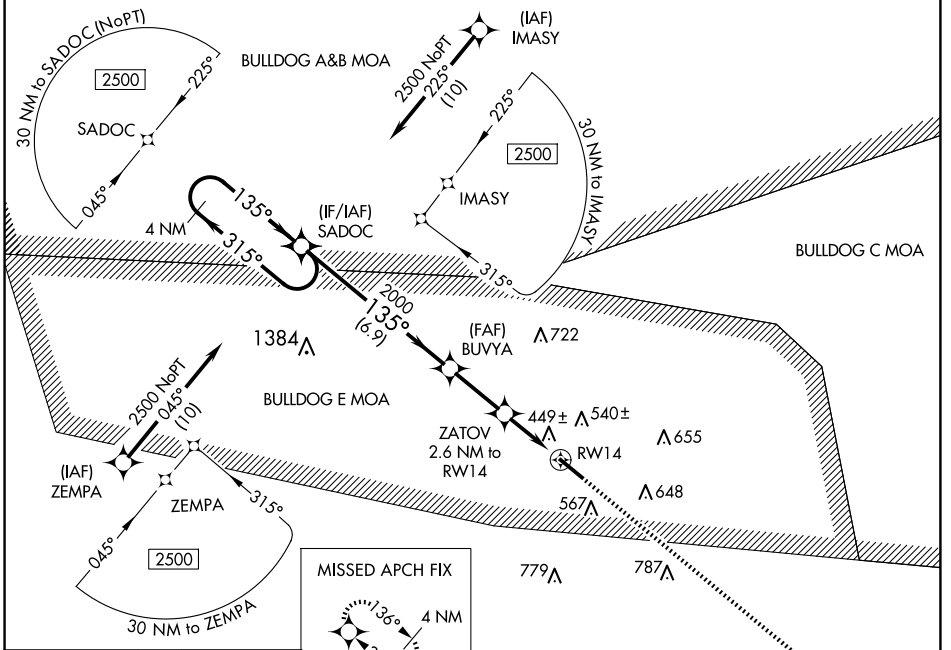 30 NM to SADOC (NoPT)
2500
225°
SADOC
045°
BULLDOG A&B MOA
(IAF)
IMASY
2500 NoPT
225°
(10)
225°
2500
30 NM to IMASY
IMASY
315°
BULLDOG C MOA
135°
4 NM
315°
(IF/IAF)
SADOC
2000
135°
(6.9)
(FAF)
BUVYA
722
1384
BULLDOG E MOA
2500 NoPT
045°
(10)
(IAF)
ZEMPA
ZATOV
2.6 NM to
RW14
449±
540±
655
RW14
648
567
ZEMPA
315°
045°
2500
30 NM to ZEMPA
779
787
MISSED APCH FIX
136°
4 NM